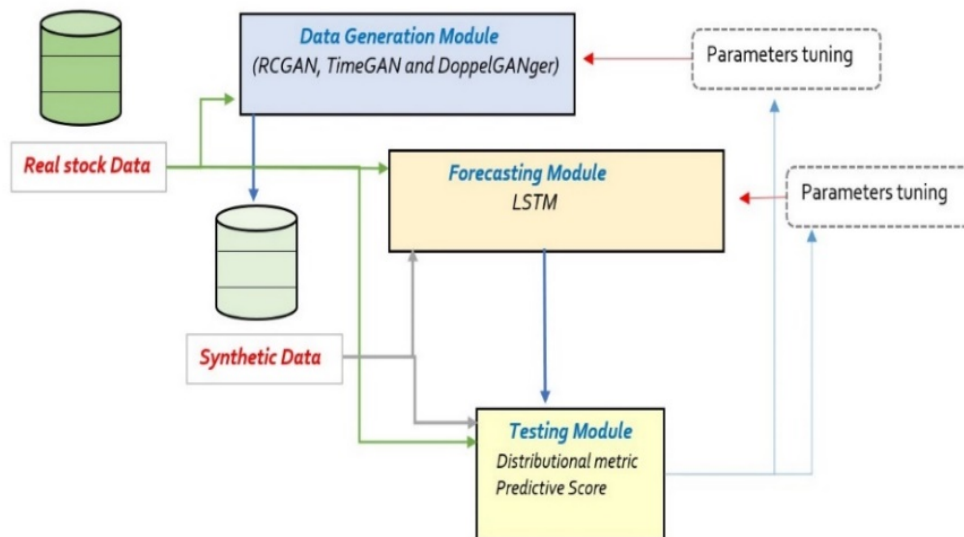 Data Generation Module
(RCGAN, TimeGAN and DoppelGANger)
Parameters tuning
Real stock Data
Forecasting Module
LSTM
Parameters tuning
Synthetic Data
Testing Module
Distributional metric
Predictive Score